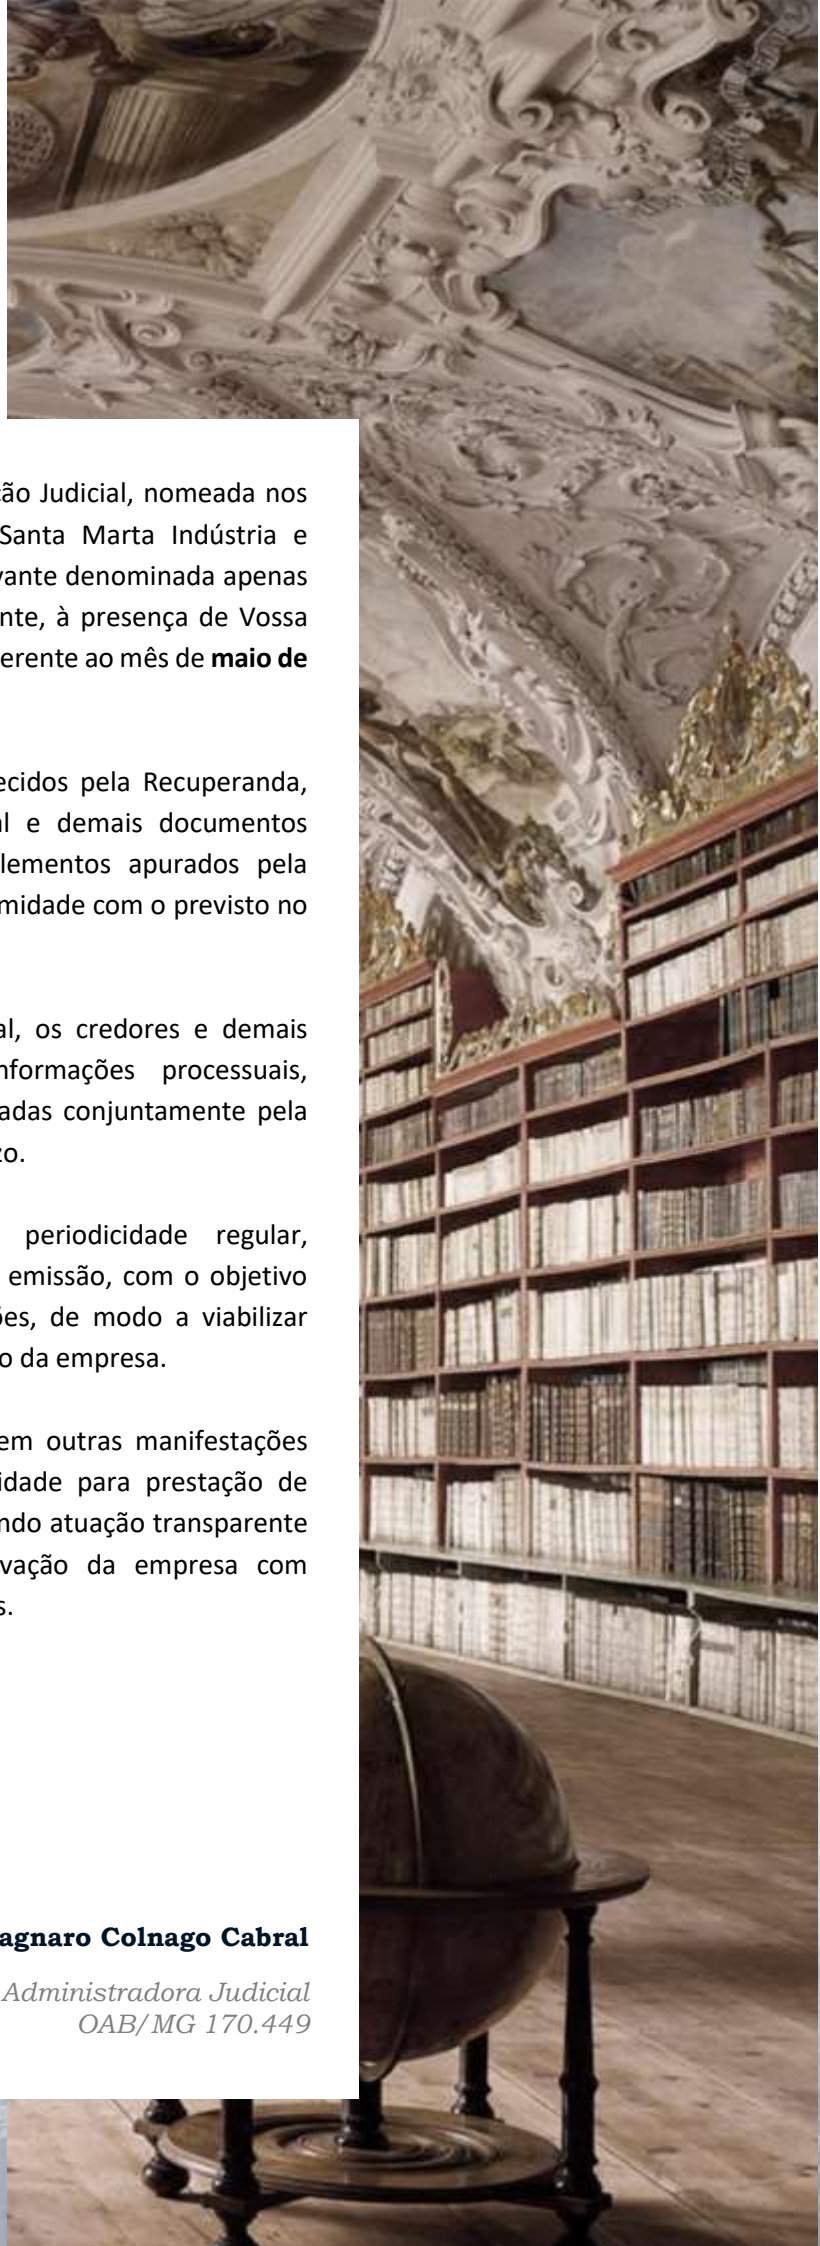 ão Judicial, nomeada nos
Santa Marta Indústria e
vante denominada apenas
nte, à presença de Vossa
erente ao mês de maio de
ecidos pela Recuperanda,
l e demais documentos
lementos apurados pela
midade com o previsto no
al, os credores e demais
nformações processuais,
adas conjuntamente pela
zo.
periodicidade regular,
emissão, com o objetivo
ões, de modo a viabilizar
o da empresa.
em outras manifestações
idade para prestação de
ndo atuação transparente
vação da empresa com
s.
agnaro Colnago Cabral
Administradora Judicial
OAB/MG 170.449